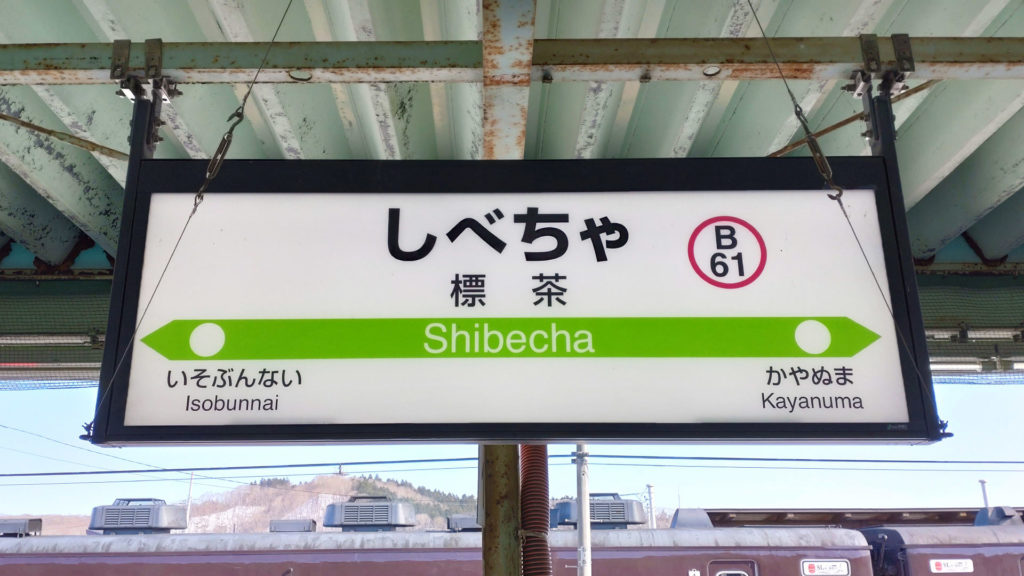 しべちゃ
B
61
標茶
Shibecha
いそぶんない
Isobunnai
かやぬま
Kayanuma